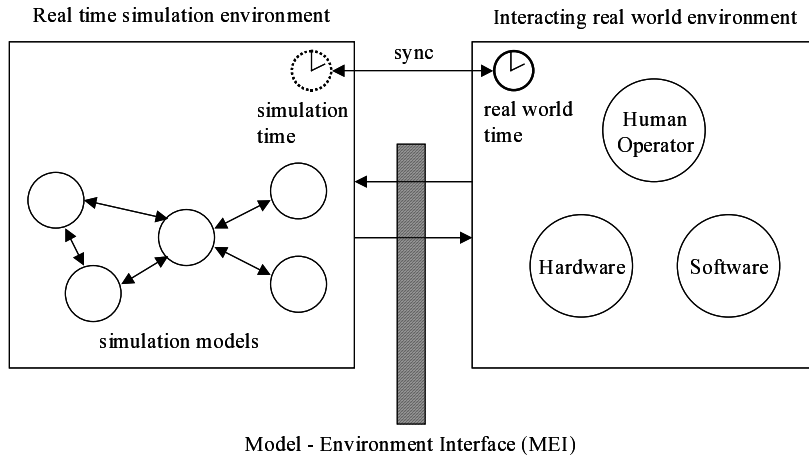 Real time simulation environment
Interacting real world environment
sync
simulation
time
real world
time
Human
Operator
Hardware
Software
simulation models
Model - Environment Interface (MEI)